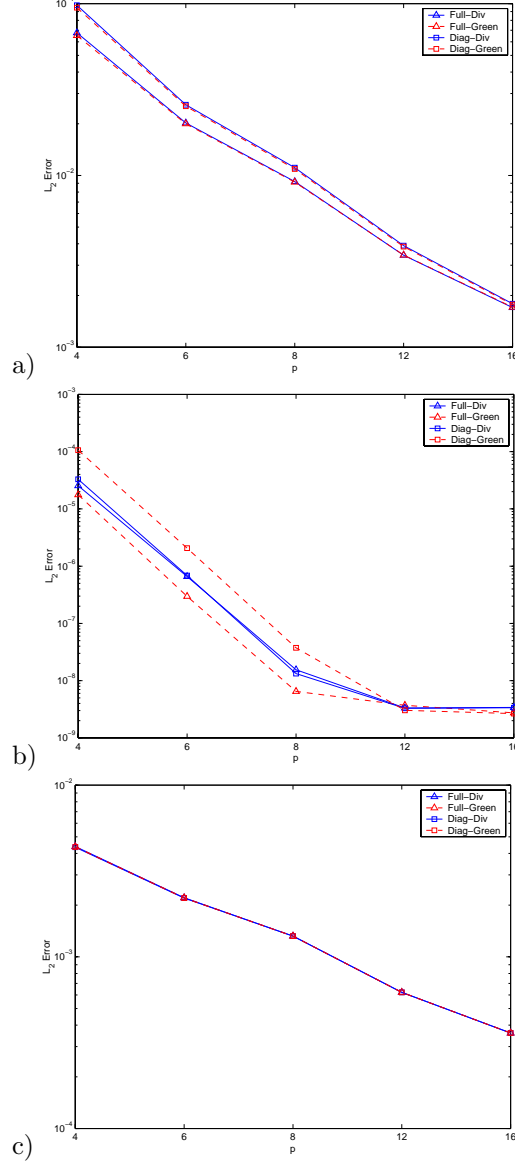 10
10⁻²
10⁻³
L₂ Error
4
6
8
12
16
p
Full−Div
Full−Green
Diag−Div
Diag−Green
a)
10⁻³
10⁻⁴
10⁻⁵
10⁻⁶
10⁻⁷
10⁻⁸
10⁻⁹
L₂ Error
4
6
8
12
16
p
Full−Div
Full−Green
Diag−Div
Diag−Green
b)
10⁻²
10⁻³
10⁻⁴
L₂ Error
4
6
8
12
16
p
Full−Div
Full−Green
Diag−Div
Diag−Green
c)